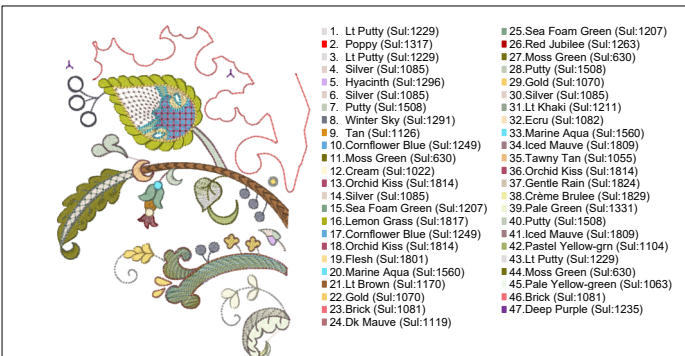 1. Lt Putty (Sul:1229)
2. Poppy (Sul:1317)
3. Lt Putty (Sul:1229)
4. Silver (Sul:1085)
5. Hyacinth (Sul:1296)
6. Silver (Sul:1085)
7. Putty (Sul:1508)
8. Winter Sky (Sul:1291)
9. Tan (Sul:1126)
10.Cornflower Blue (Sul:1249)
11.Moss Green (Sul:630)
12.Cream (Sul:1022)
13.Orchid Kiss (Sul:1814)
14.Silver (Sul:1085)
15.Sea Foam Green (Sul:1207)
16.Lemon Grass (Sul:1817)
17.Cornflower Blue (Sul:1249)
18.Orchid Kiss (Sul:1814)
19.Flesh (Sul:1801)
20.Marine Aqua (Sul:1560)
21.Lt Brown (Sul:1170)
22.Gold (Sul:1070)
23.Brick (Sul:1081)
24.Dk Mauve (Sul:1119)
25.Sea Foam Green (Sul:1207)
26.Red Jubilee (Sul:1263)
27.Moss Green (Sul:630)
28.Putty (Sul:1508)
29.Gold (Sul:1070)
30.Silver (Sul:1085)
31.Lt Khaki (Sul:1211)
32.Ecru (Sul:1082)
33.Marine Aqua (Sul:1560)
34.Iced Mauve (Sul:1809)
35.Tawny Tan (Sul:1055)
36.Orchid Kiss (Sul:1814)
37.Gentle Rain (Sul:1824)
38.Crème Brulee (Sul:1829)
39.Pale Green (Sul:1331)
40.Putty (Sul:1508)
41.Iced Mauve (Sul:1809)
42.Pastel Yellow-grn (Sul:1104)
43.Lt Putty (Sul:1229)
44.Moss Green (Sul:630)
45.Pale Yellow-green (Sul:1063)
46.Brick (Sul:1081)
47.Deep Purple (Sul:1235)